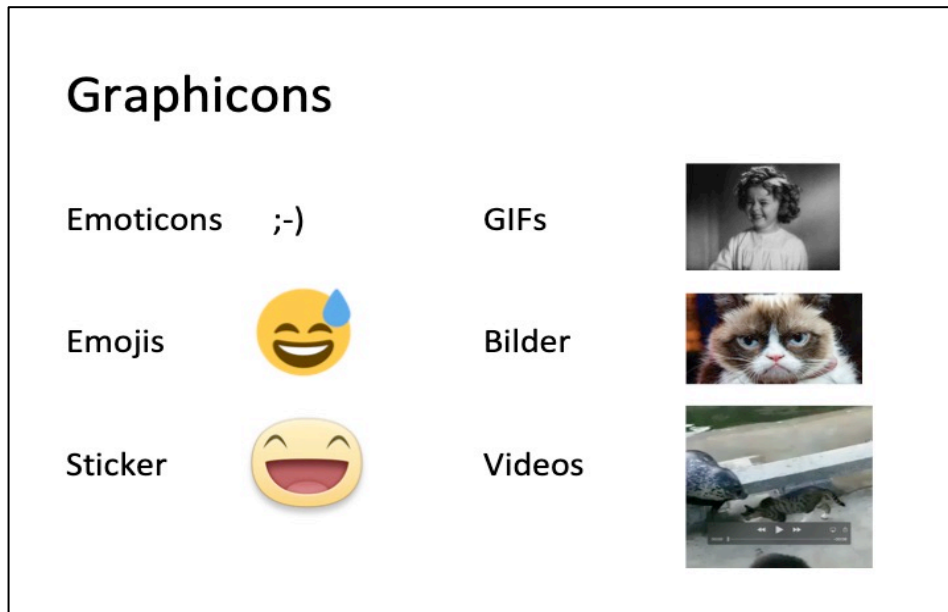 Graphicons
Emoticons ;-)
GIFs
Emojis
Bilder
Sticker
Videos